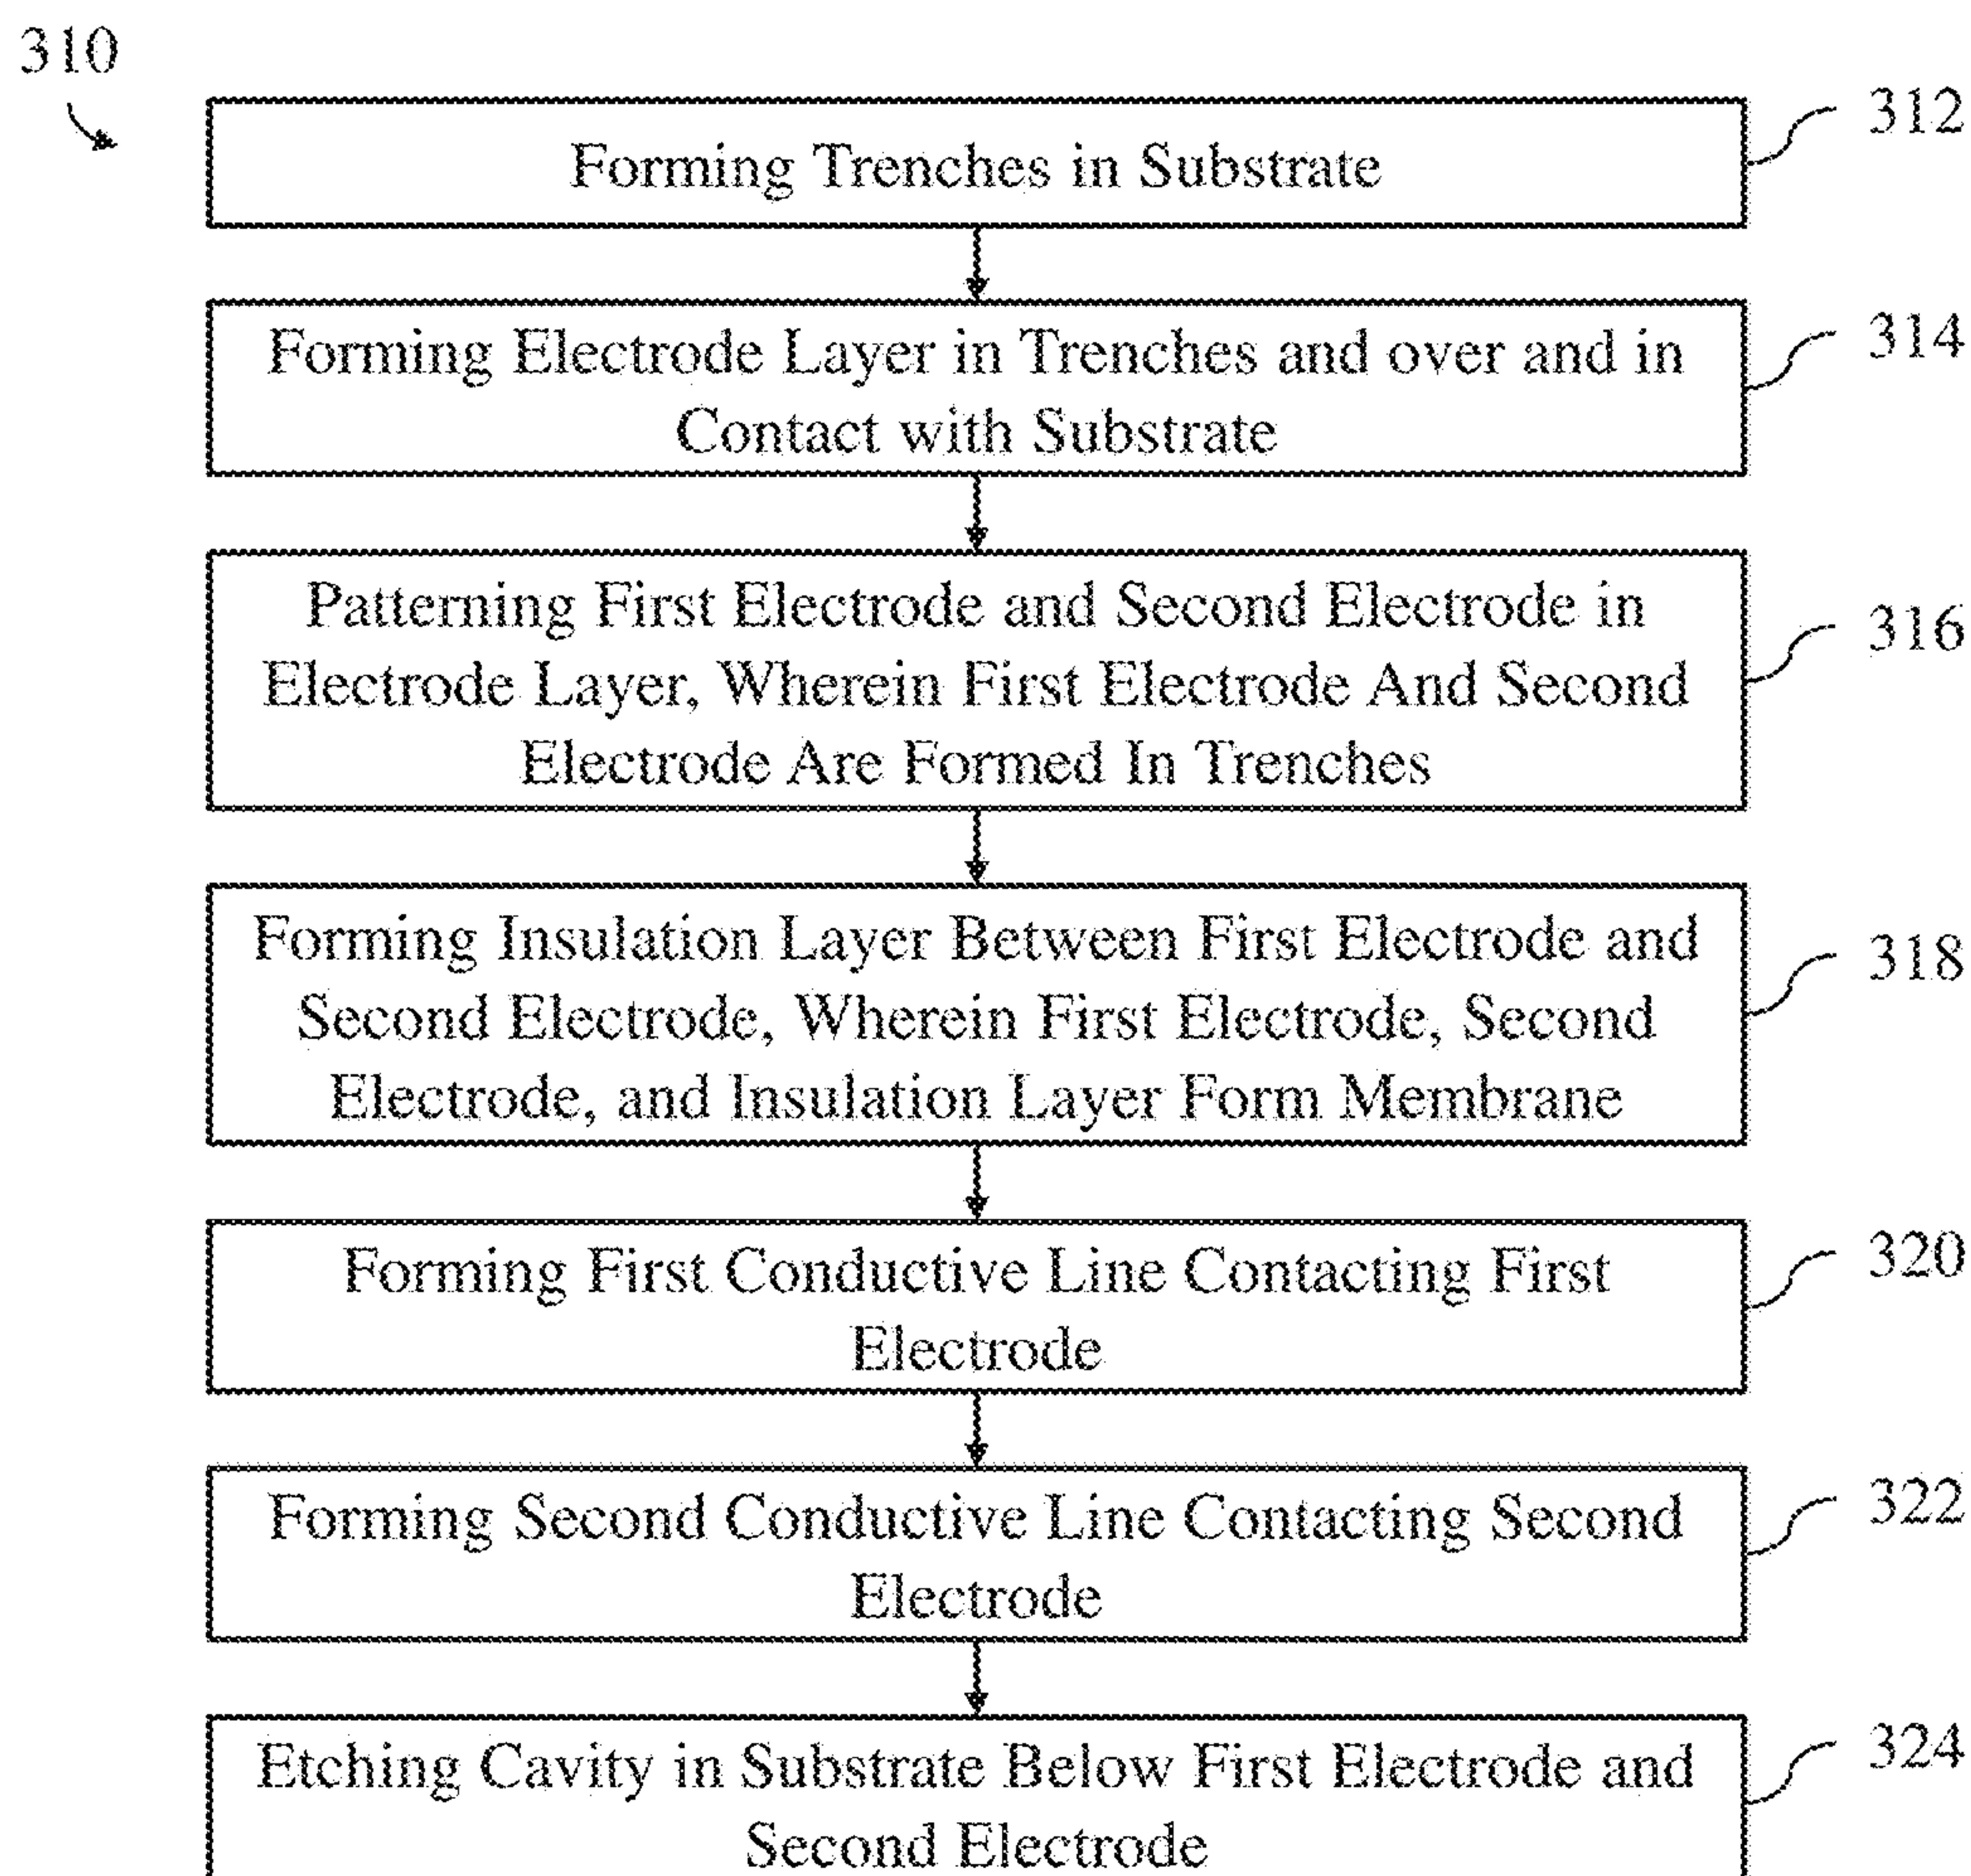 310
312
Forming Trenches in Substrate
314
Forming Electrode Layer in Trenches and over and in
Contact with Substrate
316
Patterning First Electrode and Second Electrode in
Electrode Layer, Wherein First Electrode And Second
Electrode Are Formed In Trenches
318
Forming Insulation Layer Between First Electrode and
Second Electrode, Wherein First Electrode, Second
Electrode, and Insulation Layer Form Membrane
320
Forming First Conductive Line Contacting First
Electrode
322
Forming Second Conductive Line Contacting Second
Electrode
324
Etching Cavity in Substrate Below First Electrode and
Second Electrode